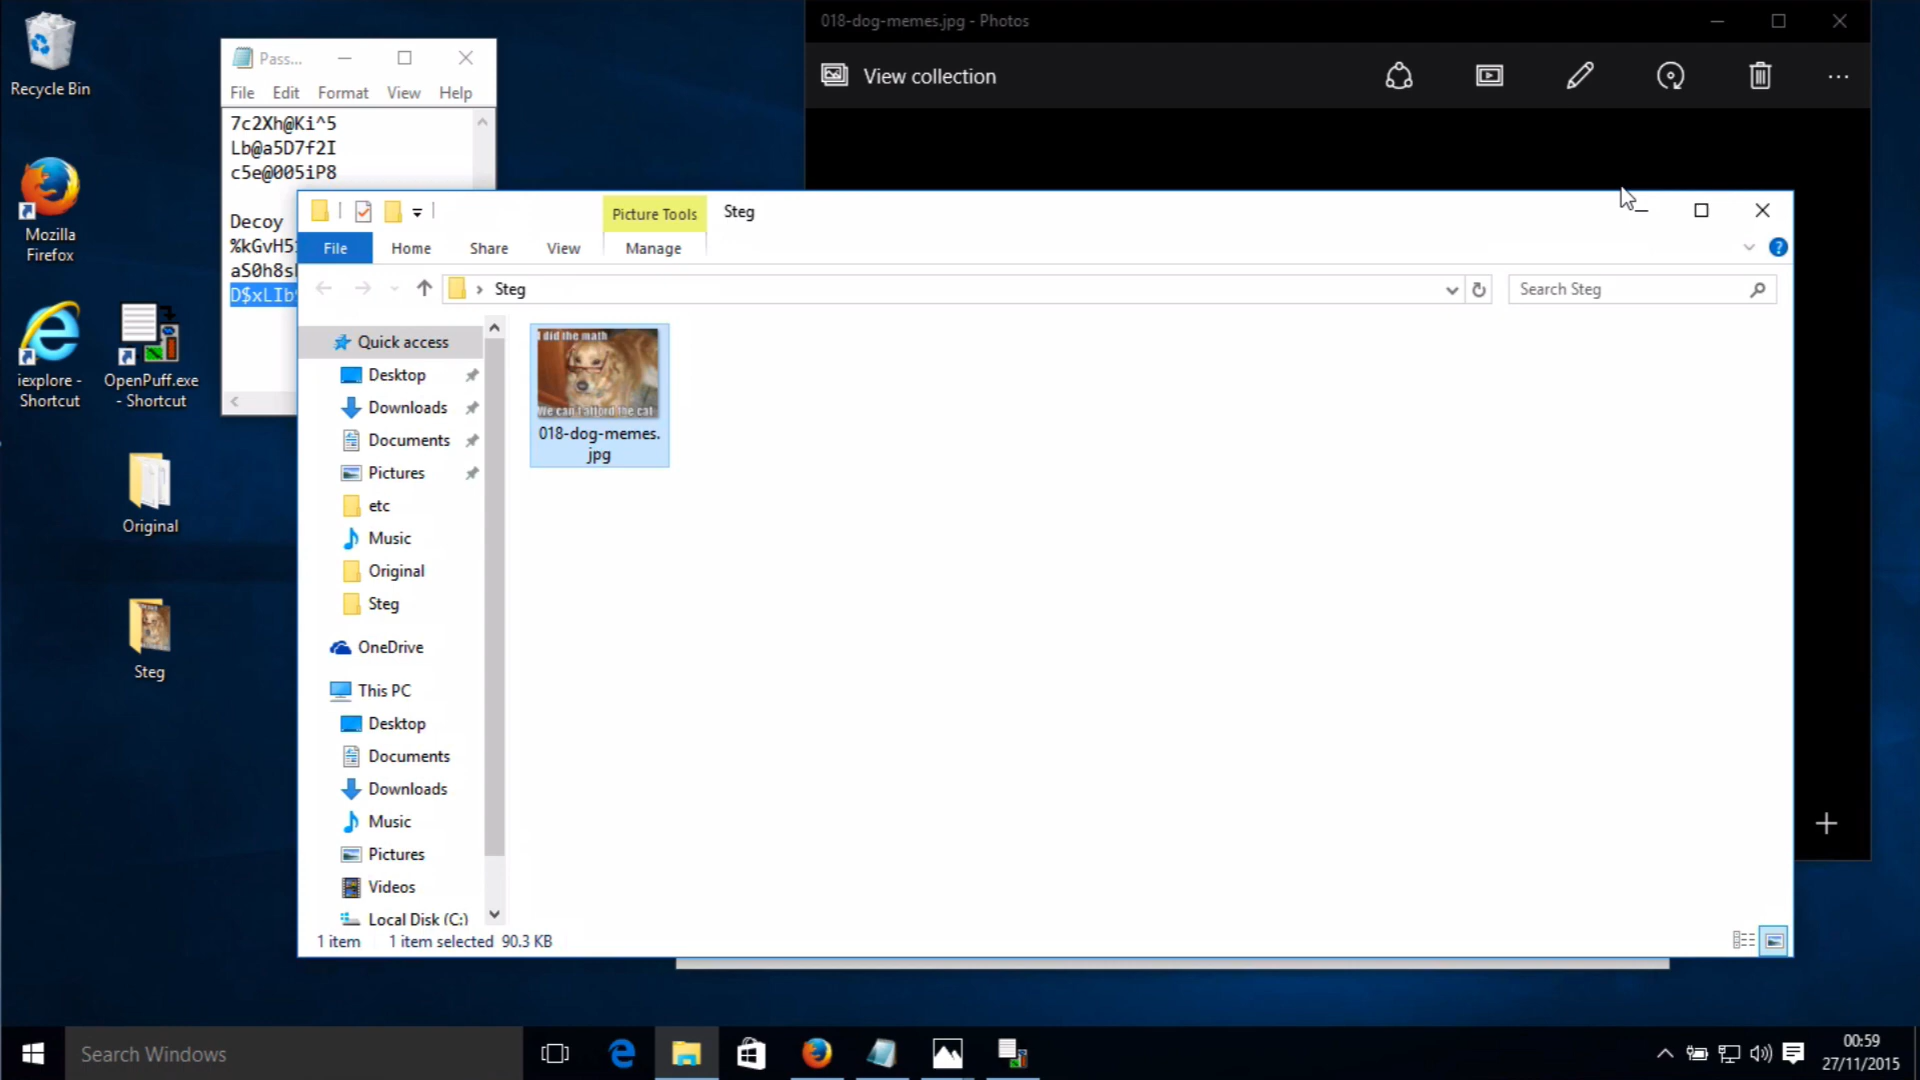 Recycle Bin
Mozilla
Firefox
iexplore -
Shortcut
OpenPuff.exe
- Shortcut
Original
Steg
Pass...
File Edit Format View Help
7c2Xh@Ki^5
Lb@a5D7f2I
c5e@005iP8
Decoy
018-dog-memes.jpg - Photos
View collection
Picture Tools
Steg
File Home Share View Manage
Steg
Search Steg
Quick access
Desktop
Downloads
Documents
Pictures
etc
Music
Original
Steg
OneDrive
This PC
Desktop
Documents
Downloads
Music
Pictures
Videos
Local Disk (C:)
I did the math
We can't afford the cat
018-dog-memes.
jpg
1 item 1 item selected 90.3 KB
Search Windows
00:59
27/11/2015